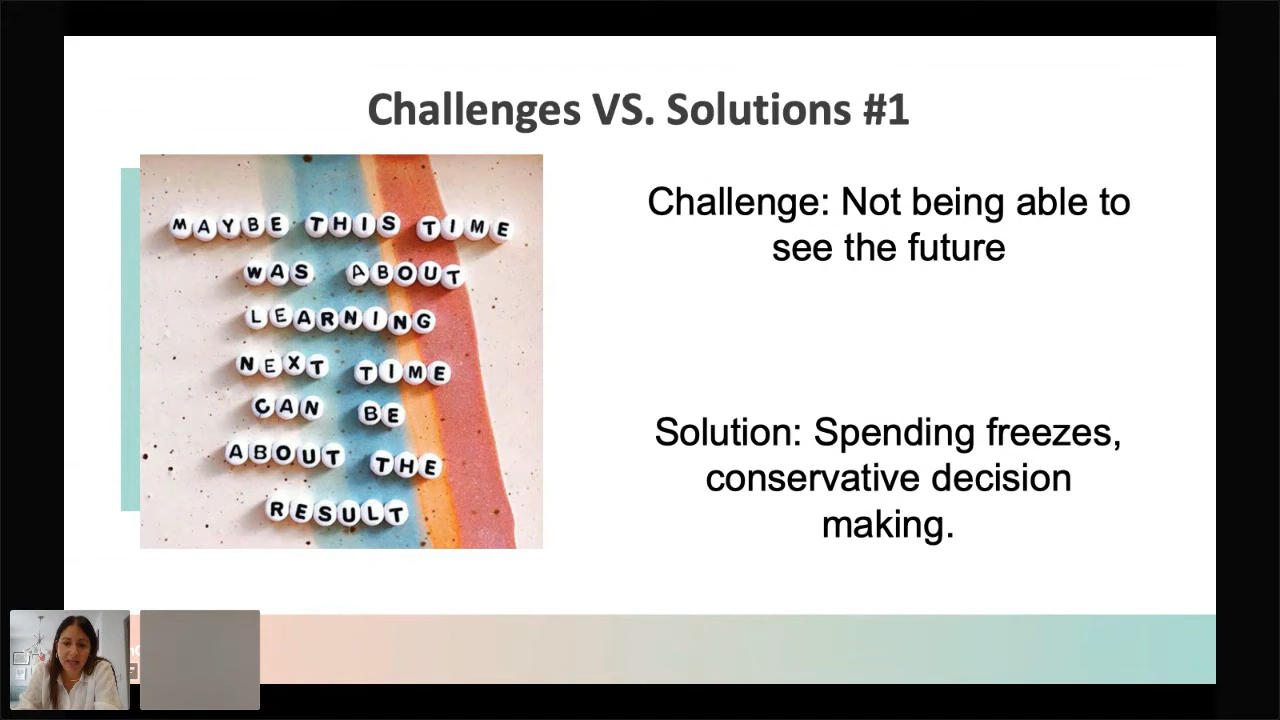 Challenges VS. Solutions #1
MAYBE THIS TIME
WAS ABOUT
LEARNING
NEXT TIME
CAN BE
ABOUT THE
RESULT
Challenge: Not being able to
see the future
Solution: Spending freezes,
conservative decision
making.